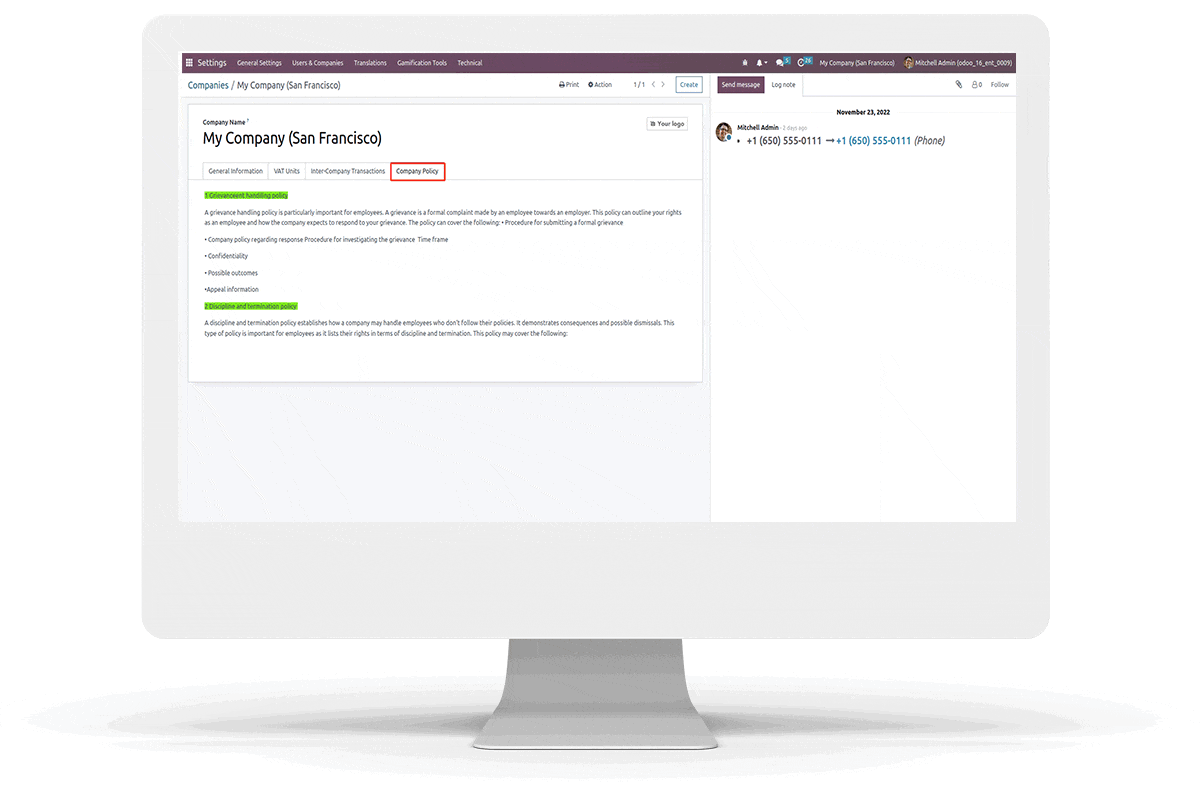 Settings General Settings Users & Companies Translations Gamification Tools Technical 5 26 My Company (San Francisco) Mitchell Admin (odoo_16_ent_0009)
Companies / My Company (San Francisco) Print Action 1 / 1 Create
Send message Log note 0 Follow
Company Name ?
My Company (San Francisco)
Your logo
General Information VAT Units Inter-Company Transactions Company Policy
1 Grievanceent handilling policy
A grievance handling policy is particularly important for employees. A grievance is a formal complaint made by an employee towards an employer. This policy can outline your rights
as an employee and how the company expects to respond to your grievance. The policy can cover the following: • Procedure for submitting a formal grievance
• Company policy regarding response Procedure for investigating the grievance Time frame
• Confidentiality
• Possible outcomes
•Appeal information
2 Discipline and termination policy
A discipline and termination policy establishes how a company may handle employees who don't follow their policies. It demonstrates consequences and possible dismissals. This
type of policy is important for employees as it lists their rights in terms of discipline and termination. This policy may cover the following:
November 23, 2022
Mitchell Admin - 2 days ago
• +1 (650) 555-0111 → +1 (650) 555-0111 (Phone)